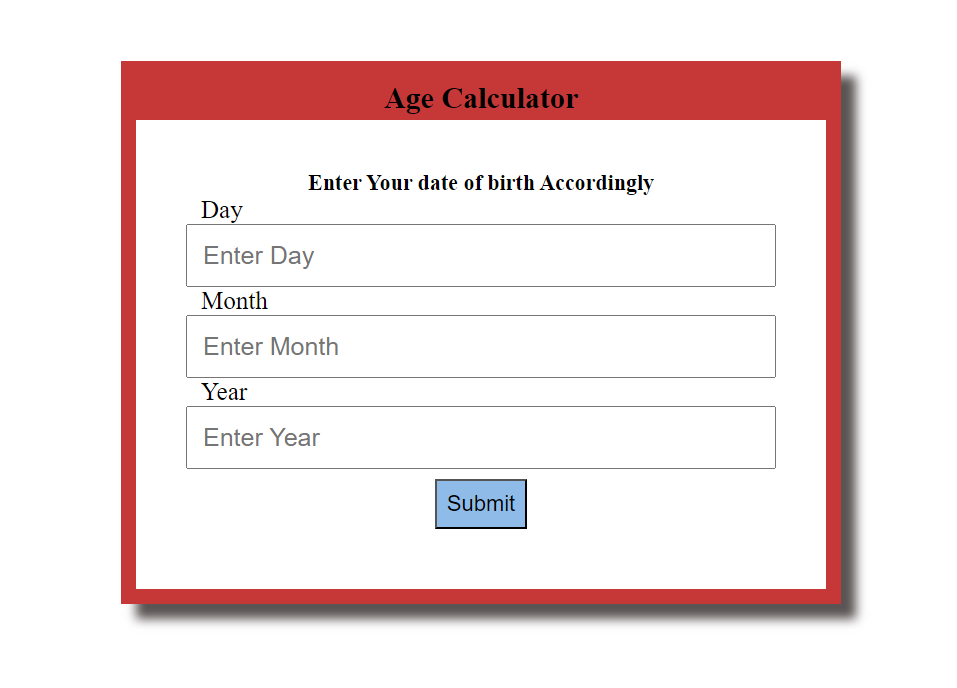 Age Calculator
Enter Your date of birth Accordingly
Day
Enter Day
Month
Enter Month
Year
Enter Year
Submit